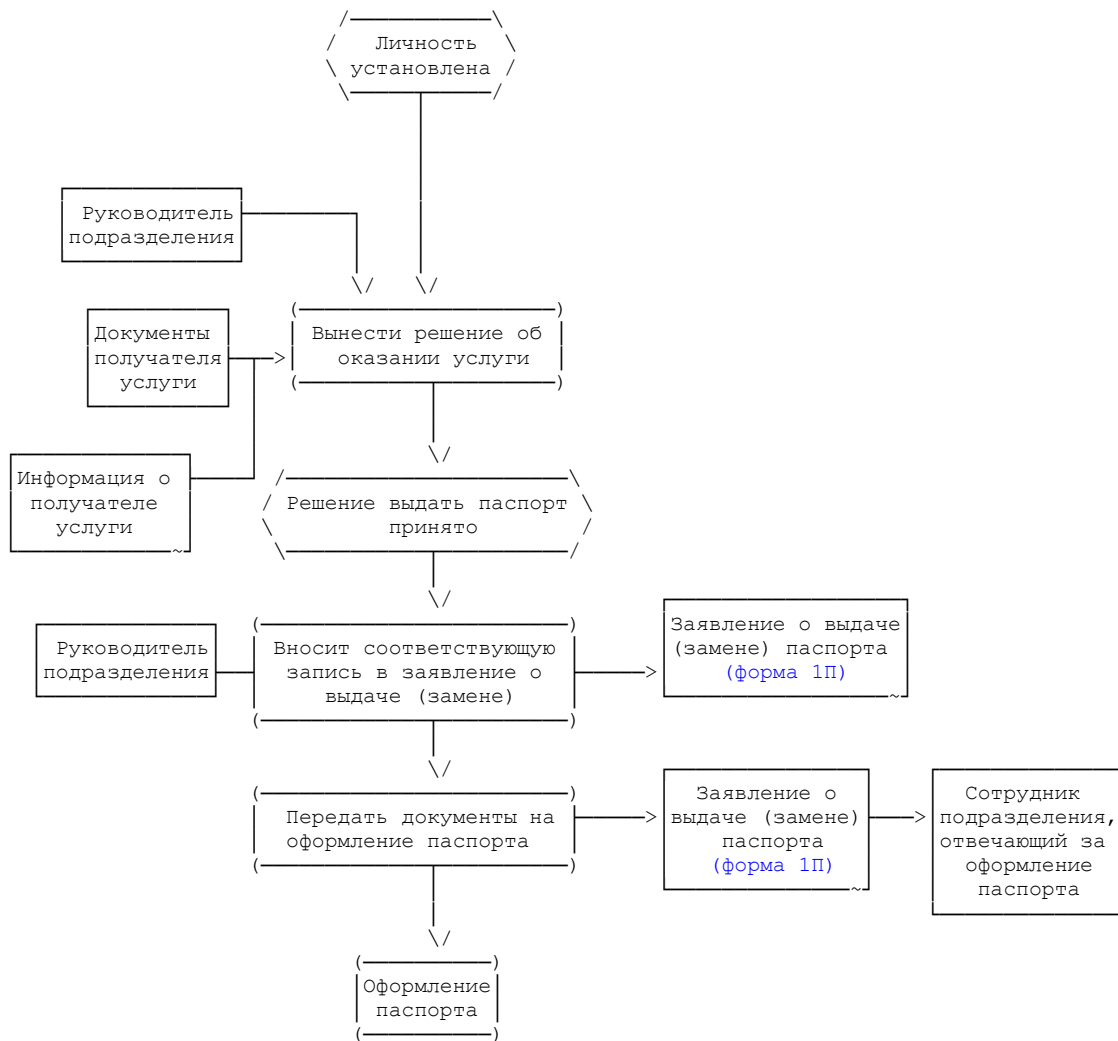 Личность
установлена
Руководитель
подразделения
Документы
получателя
услуги
Вынести решение об
оказании услуги
Информация о
получателе
услуги
Решение выдать паспорт
принято
Руководитель
подразделения
Вносит соответствующую
запись в заявление о
выдаче (замене)
Заявление о выдаче
(замене) паспорта
(форма 1П)
Передать документы на
оформление паспорта
Заявление о
выдаче (замене)
паспорта
(форма 1П)
Сотрудник
подразделения,
отвечающий за
оформление
паспорта
Оформление
паспорта